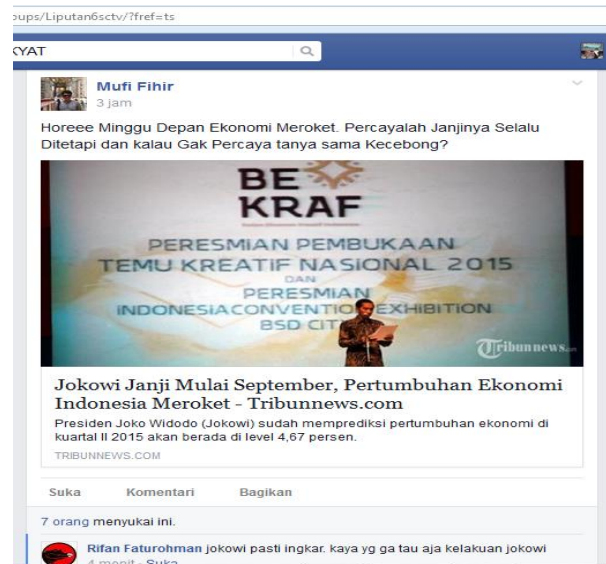 oups/Liputan6sctv/?fref=ts
KYAT
Mufi Fihir
3 jam
Horeee Minggu Depan Ekonomi Meroket. Percayalah Janjinya Selalu
Ditetapi dan kalau Gak Percaya tanya sama Kecebong?
BE
KRAF
PERESMIAN PEMBUKAAN
TEMU KREATIF NASIONAL 2015
DAN
PERESMIAN
INDONESIA CONVENTION EXHIBITION
BSD CITY
Tribunnews.com
Jokowi Janji Mulai September, Pertumbuhan Ekonomi
Indonesia Meroket - Tribunnews.com
Presiden Joko Widodo (Jokowi) sudah memprediksi pertumbuhan ekonomi di
kuartal II 2015 akan berada di level 4,67 persen.
TRIBUNNEWS.COM
Suka Komentari Bagikan
7 orang menyukai ini.
Rifan Faturohman jokowi pasti ingkar. kaya yg ga tau aja kelakuan jokowi
4 menit · Suka